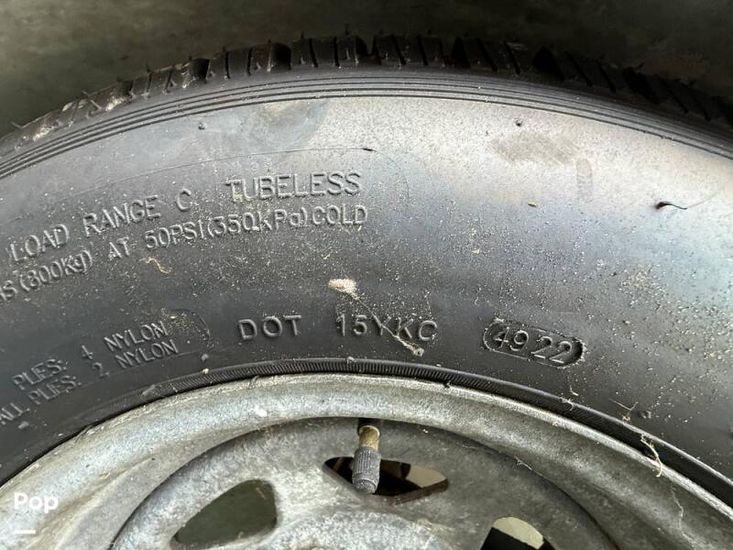 LOAD RANGE C TUBELESS
(800Kg) AT 50PSI(350KPa)COLD
PLIES: 4 NYLON
PLIES: 2 NYLON
DOT 15YKC 4922
Pop